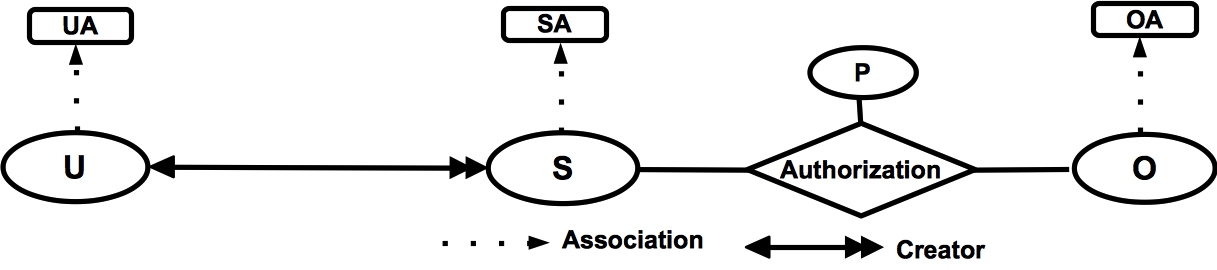 UA
SA
OA
P
U
S
Authorization
O
Association
Creator